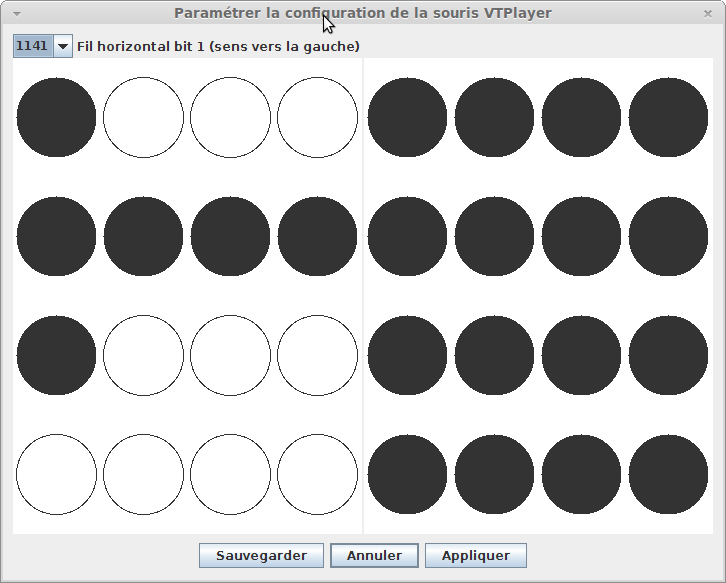 Paramétrer la configuration de la souris VTPlayer
1141 Fil horizontal bit 1 (sens vers la gauche)
Sauvegarder Annuler Appliquer